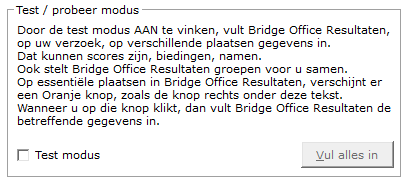 Test / probeer modus
Door de test modus AAN te vinken, vult Bridge Office Resultaten,
op uw verzoek, op verschillende plaatsen gegevens in.
Dat kunnen scores zijn, biedingen, namen.
Ook stelt Bridge Office Resultaten groepen voor u samen.
Op essentiële plaatsen in Bridge Office Resultaten, verschijnt er
een Oranje knop, zoals de knop rechts onder deze tekst.
Wanneer u op die knop klikt, dan vult Bridge Office Resultaten de
betreffende gegevens in.
Test modus
Vul alles in